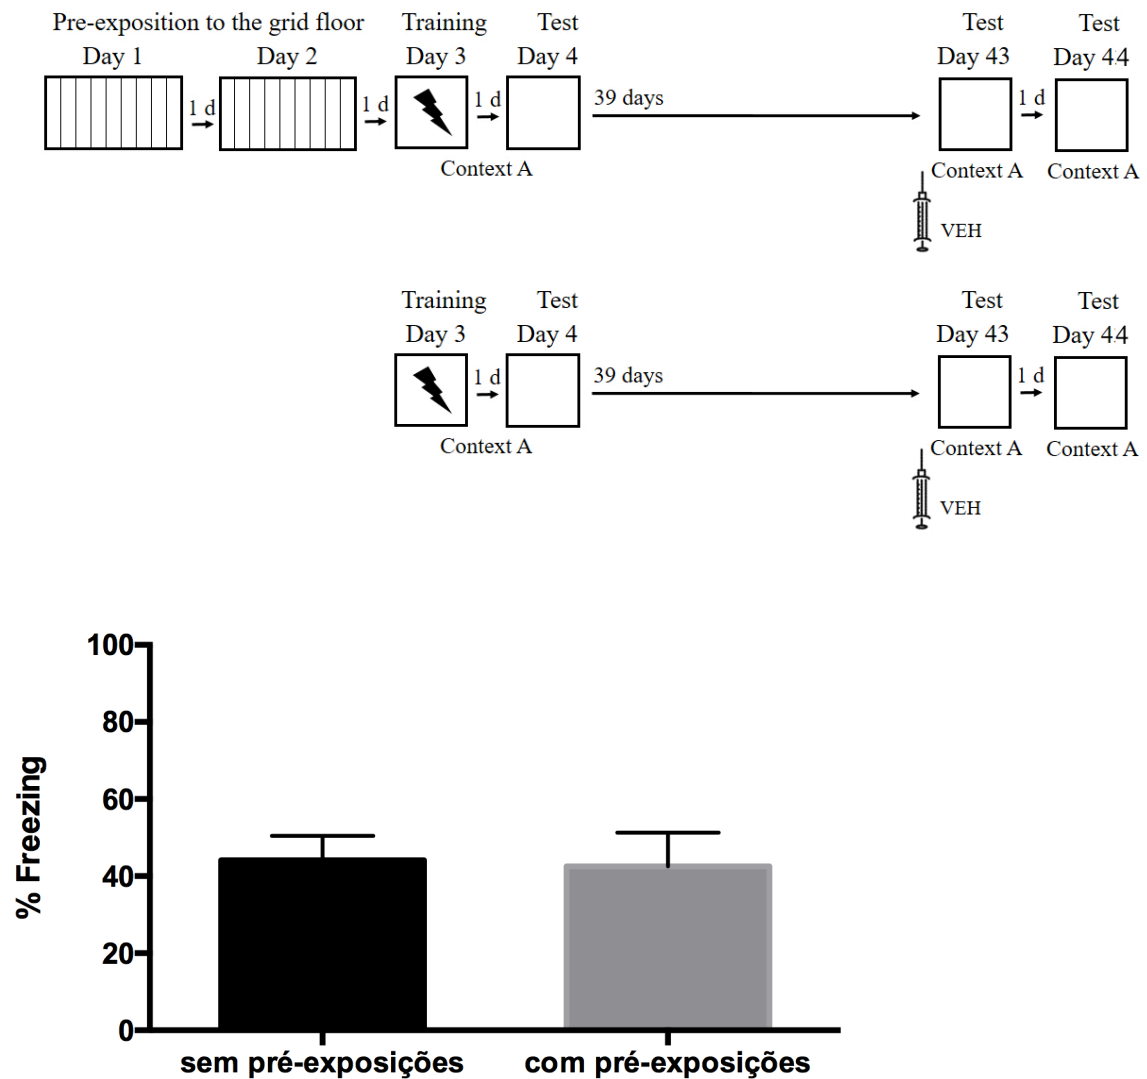 Pre-exposition to the grid floor Training Test Test Test
Day 1 Day 2 Day 3 Day 4 Day 43 Day 44
1 d 1 d 1 d 39 days 1 d
Context A Context A Context A
VEH
Training Test Test Test
Day 3 Day 4 Day 43 Day 44
1 d 39 days 1 d
Context A Context A Context A
VEH
% Freezing
100
80
60
40
20
0
sem pré-exposições com pré-exposições